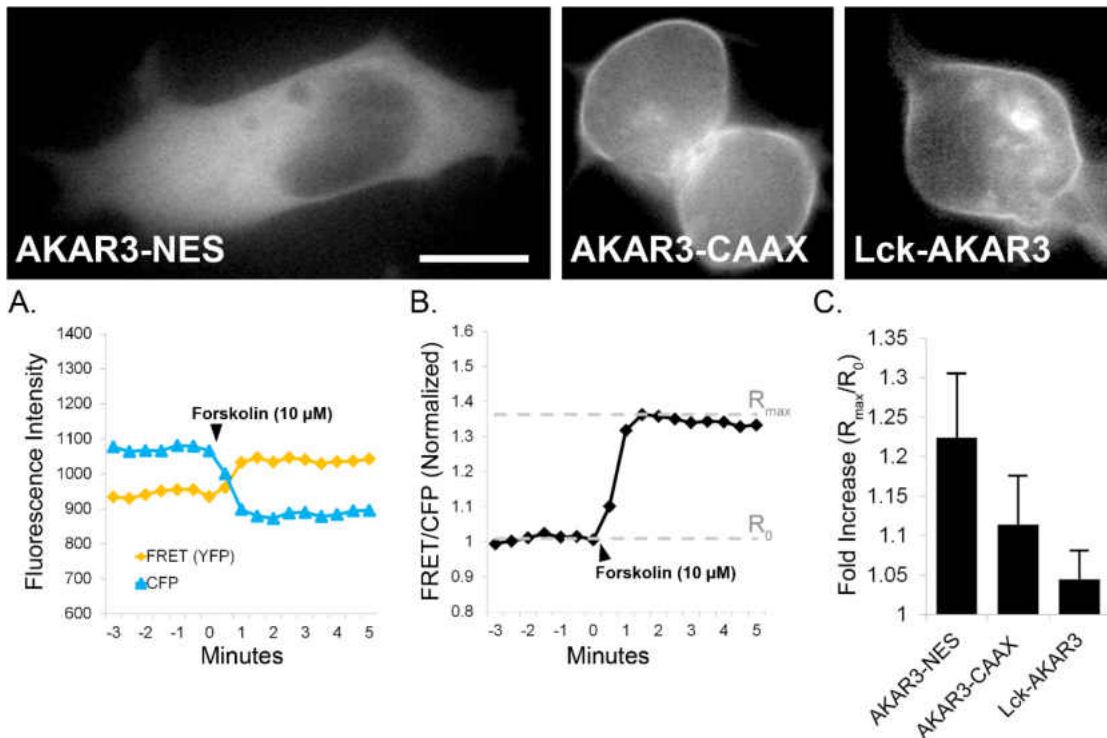 AKAR3-NES
AKAR3-CAAX
Lck-AKAR3
A.
Fluorescence Intensity
1400
1300
1200
1100
1000
900
800
700
600
Forskolin (10 µM)
FRET (YFP)
CFP
-3 -2 -1 0 1 2 3 4 5
Minutes
B.
FRET/CFP (Normalized)
1.6
1.5
1.4
1.3
1.2
1.1
1
0.9
0.8
Rmax
R0
Forskolin (10 µM)
-3 -2 -1 0 1 2 3 4 5
Minutes
C.
Fold Increase (Rmax/R0)
1.35
1.3
1.25
1.2
1.15
1.1
1.05
1
AKAR3-NES
AKAR3-CAAX
Lck-AKAR3